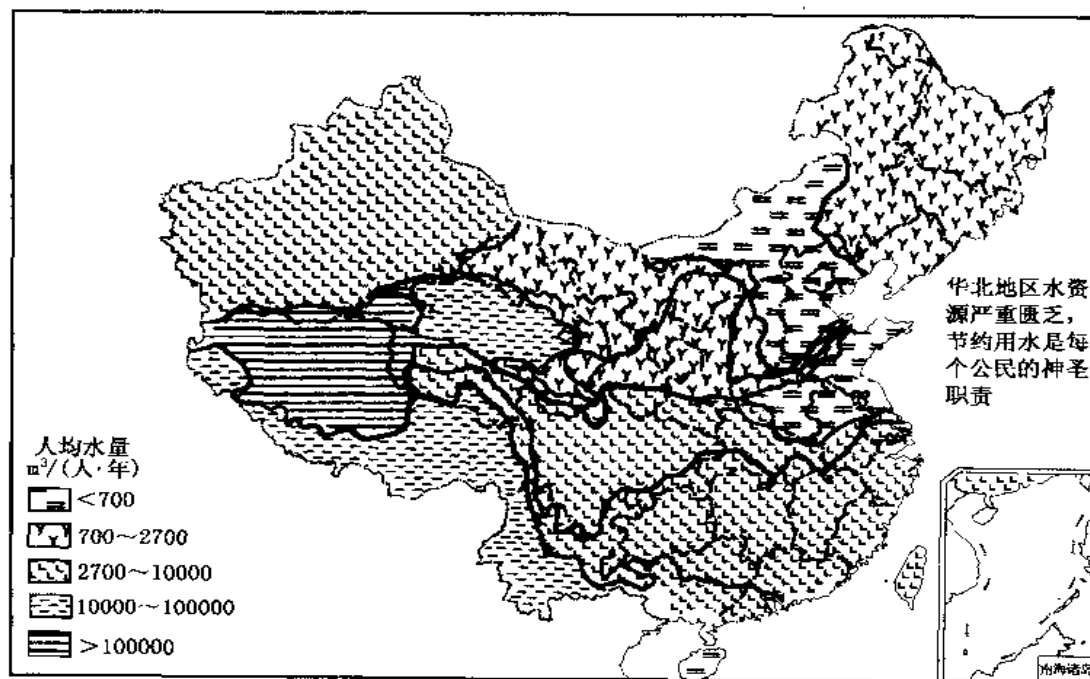 华北地区水资
源严重匮乏，
节约用水是每
个公民的神圣
职责
人均水量
m³/(人·年)
<700
700～2700
2700～10000
10000～100000
>100000
南海诸岛